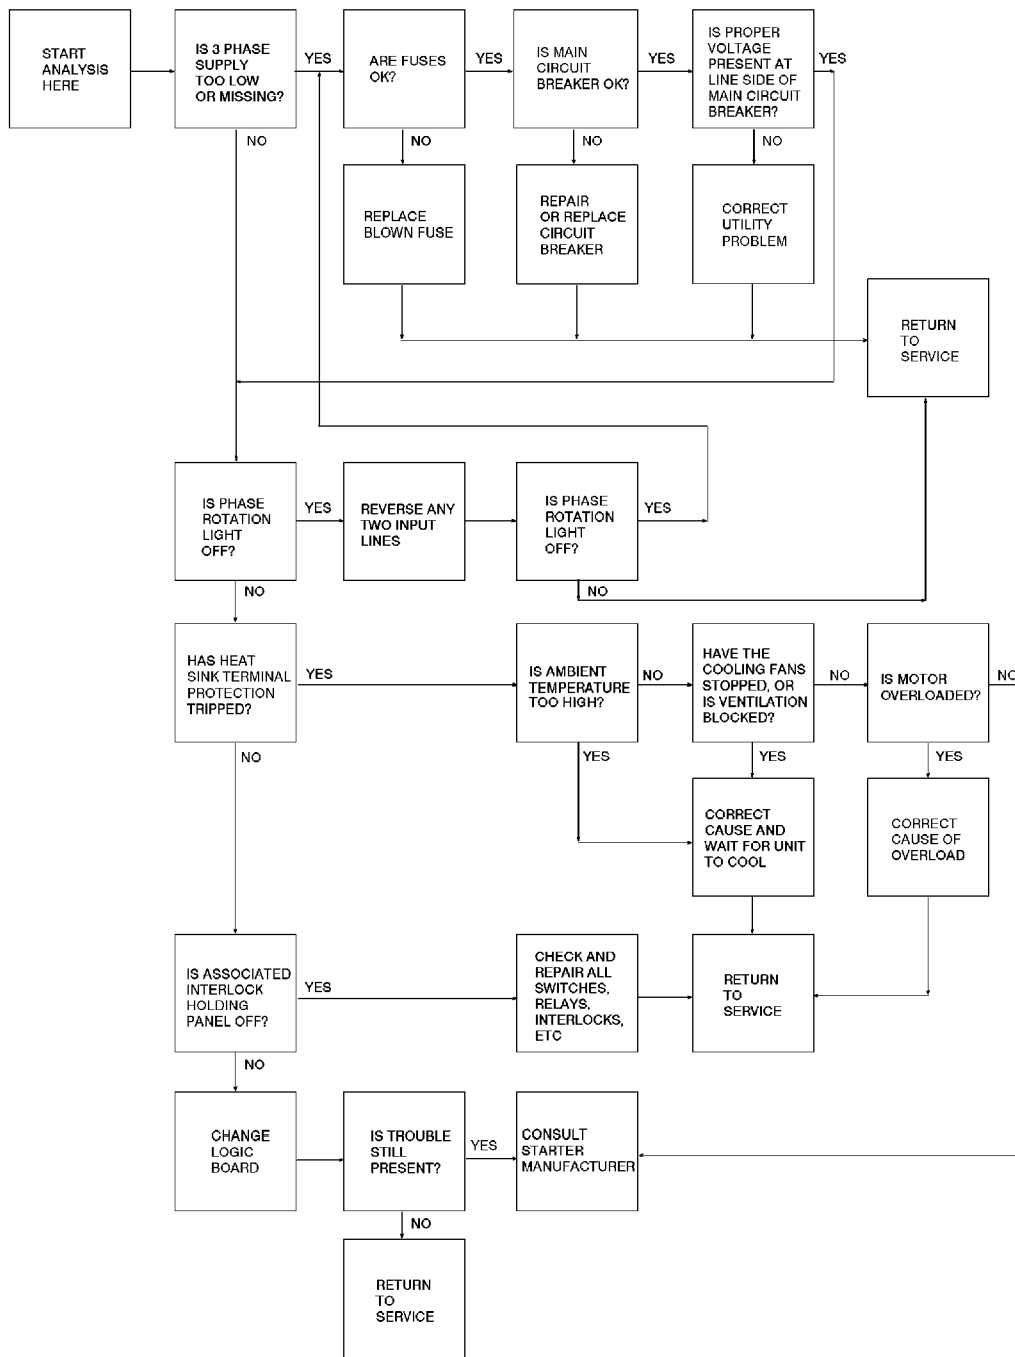 START
ANALYSIS
HERE
IS 3 PHASE
SUPPLY
TOO LOW
OR MISSING?
YES
ARE FUSES
OK?
YES
IS MAIN
CIRCUIT
BREAKER OK?
YES
IS PROPER
VOLTAGE
PRESENT AT
LINE SIDE OF
MAIN CIRCUIT
BREAKER?
YES
NO
NO
NO
NO
REPLACE
BLOWN FUSE
REPAIR
OR REPLACE
CIRCUIT
BREAKER
CORRECT
UTILITY
PROBLEM
RETURN
TO
SERVICE
IS PHASE
ROTATION
LIGHT
OFF?
YES
REVERSE ANY
TWO INPUT
LINES
IS PHASE
ROTATION
LIGHT
OFF?
YES
NO
NO
HAS HEAT
SINK TERMINAL
PROTECTION
TRIPPED?
YES
IS AMBIENT
TEMPERATURE
TOO HIGH?
NO
HAVE THE
COOLING FANS
STOPPED, OR
IS VENTILATION
BLOCKED?
NO
IS MOTOR
OVERLOADED?
NO
NO
YES
YES
YES
CORRECT
CAUSE AND
WAIT FOR UNIT
TO COOL
CORRECT
CAUSE OF
OVERLOAD
IS ASSOCIATED
INTERLOCK
HOLDING
PANEL OFF?
YES
CHECK AND
REPAIR ALL
SWITCHES,
RELAYS,
INTERLOCKS,
ETC
RETURN
TO
SERVICE
NO
CHANGE
LOGIC
BOARD
IS TROUBLE
STILL
PRESENT?
YES
CONSULT
STARTER
MANUFACTURER
NO
RETURN
TO
SERVICE